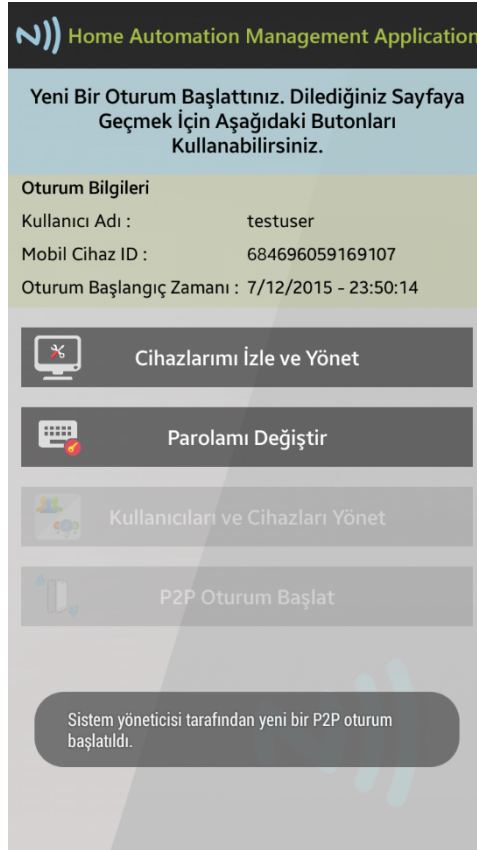 Home Automation Management Application
Yeni Bir Oturum Başlattınız. Dilediğiniz Sayfaya
Geçmek İçin Aşağıdaki Butonları
Kullanabilirsiniz.
Oturum Bilgileri
Kullanıcı Adı : testuser
Mobil Cihaz ID : 684696059169107
Oturum Başlangıç Zamanı : 7/12/2015 - 23:50:14
Cihazlarımı İzle ve Yönet
Parolamı Değiştir
Kullanıcıları ve Cihazları Yönet
P2P Oturum Başlat
Sistem yöneticisi tarafından yeni bir P2P oturum
başlatıldı.